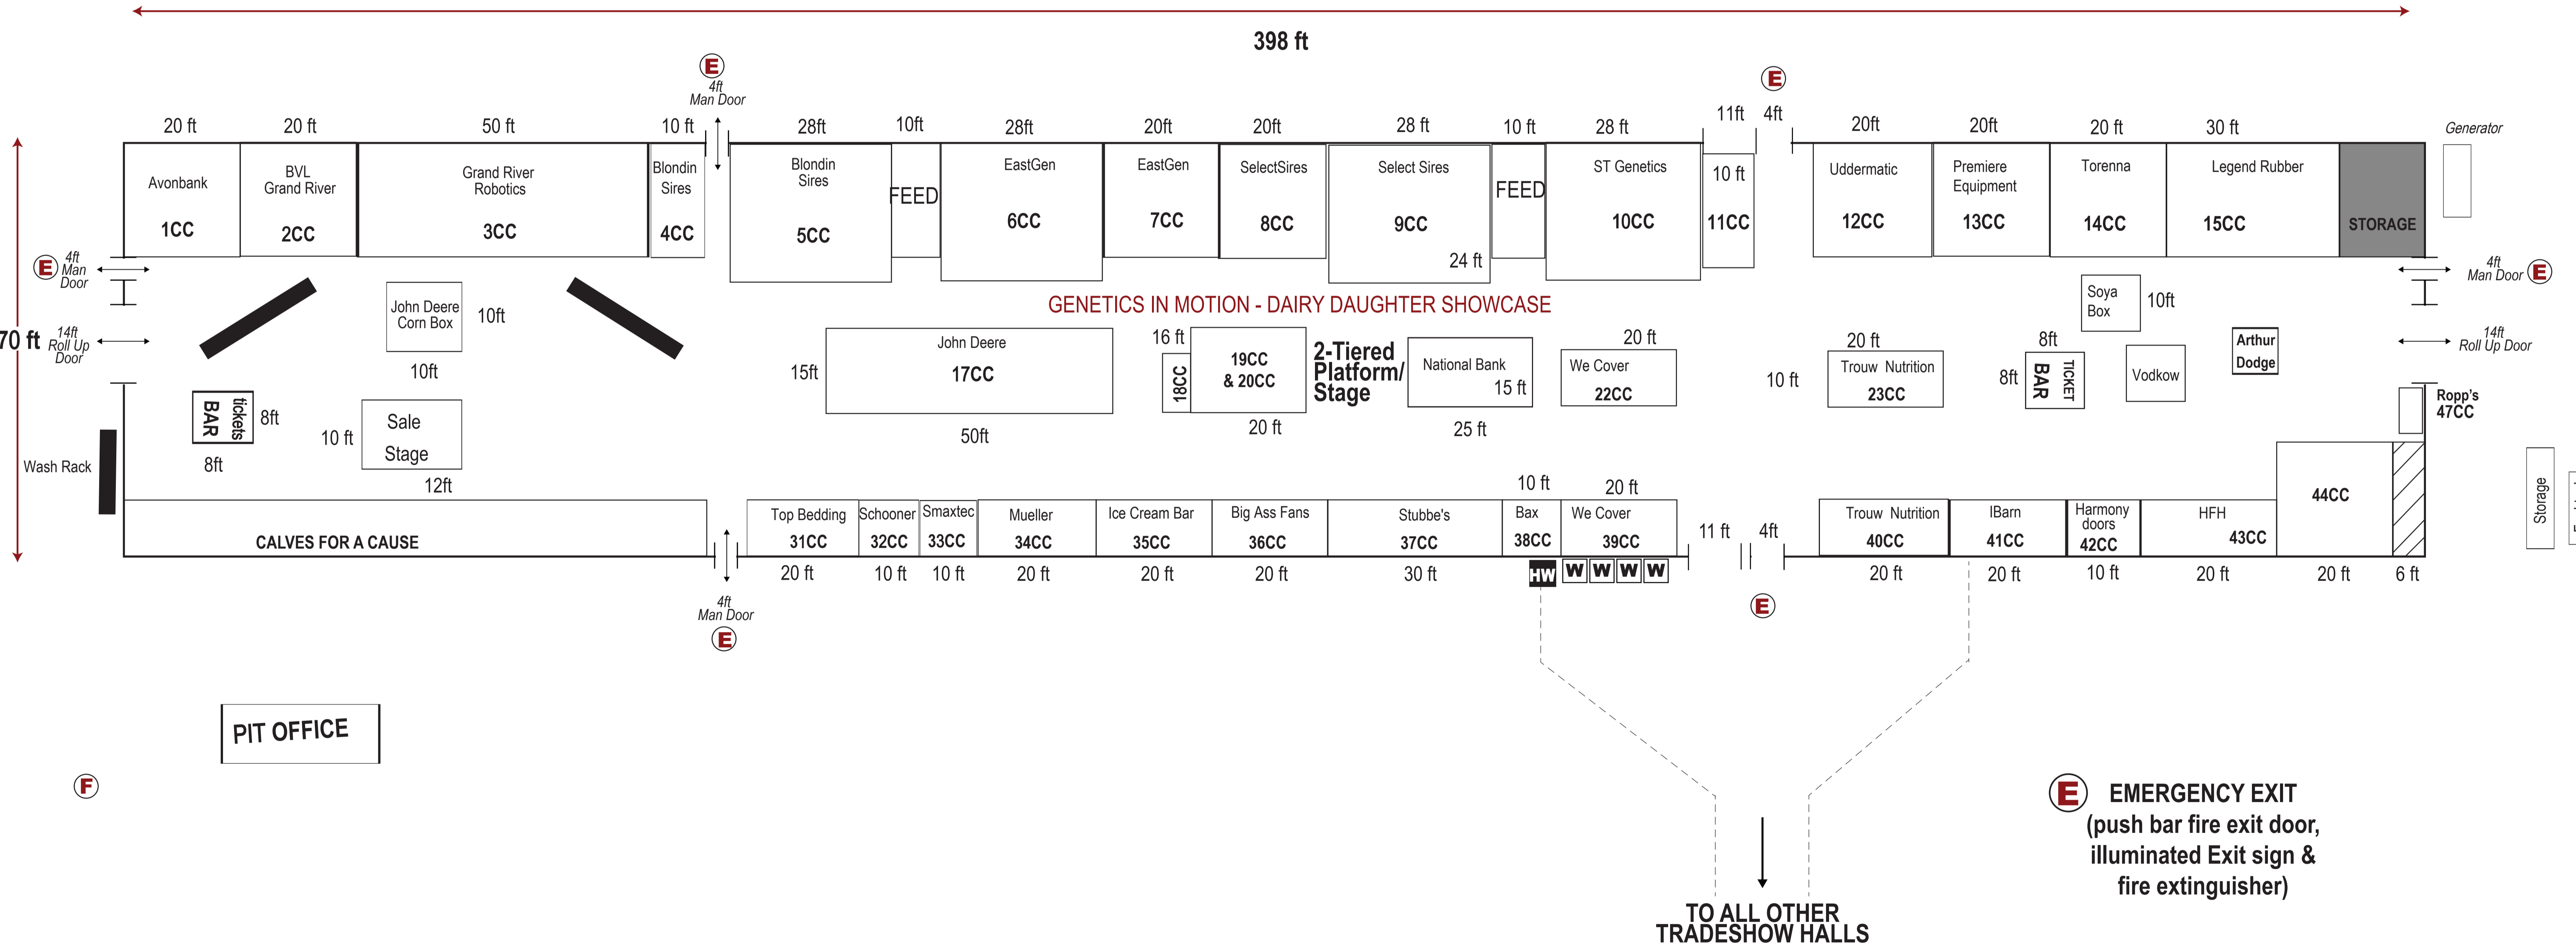 398 ft
E
4ft
Man Door
E
20 ft
20 ft
50 ft
10 ft
28ft
10ft
28ft
20ft
20ft
28 ft
10 ft
28 ft
11ft
4ft
20ft
20ft
20 ft
30 ft
Generator
Avonbank
1CC
BVL
Grand River
2CC
Grand River
Robotics
3CC
Blondin
Sires
4CC
Blondin
Sires
5CC
FEED
EastGen
6CC
EastGen
7CC
SelectSires
8CC
Select Sires
9CC
24 ft
FEED
ST Genetics
10CC
10 ft
11CC
Uddermatic
12CC
Premiere
Equipment
13CC
Torenna
14CC
Legend Rubber
15CC
STORAGE
E
4ft
Man
Door
4ft
Man Door
E
70 ft
14ft
Roll Up
Door
14ft
Roll Up Door
GENETICS IN MOTION - DAIRY DAUGHTER SHOWCASE
John Deere
Corn Box
10ft
10ft
John Deere
17CC
15ft
50ft
16 ft
18CC
19CC
& 20CC
20 ft
2-Tiered
Platform/
Stage
National Bank
15 ft
25 ft
20 ft
We Cover
22CC
10 ft
20 ft
Trouw Nutrition
23CC
Soya
Box
10ft
8ft
8ft
TICKET
BAR
Vodkow
Arthur
Dodge
Ropp's
47CC
tickets
BAR
8ft
8ft
10 ft
Sale
Stage
12ft
Wash Rack
CALVES FOR A CAUSE
10 ft
20 ft
Top Bedding
31CC
Schooner
32CC
Smaxtec
33CC
Mueller
34CC
Ice Cream Bar
35CC
Big Ass Fans
36CC
Stubbe's
37CC
Bax
38CC
We Cover
39CC
11 ft
4ft
Trouw Nutrition
40CC
IBarn
41CC
Harmony
doors
42CC
HFH
43CC
44CC
Storage
20 ft
10 ft
10 ft
20 ft
20 ft
20 ft
30 ft
HW
W
W
W
W
20 ft
20 ft
10 ft
20 ft
20 ft
6 ft
4ft
Man Door
E
E
PIT OFFICE
F
E
EMERGENCY EXIT
(push bar fire exit door,
illuminated Exit sign &
fire extinguisher)
TO ALL OTHER
TRADESHOW HALLS